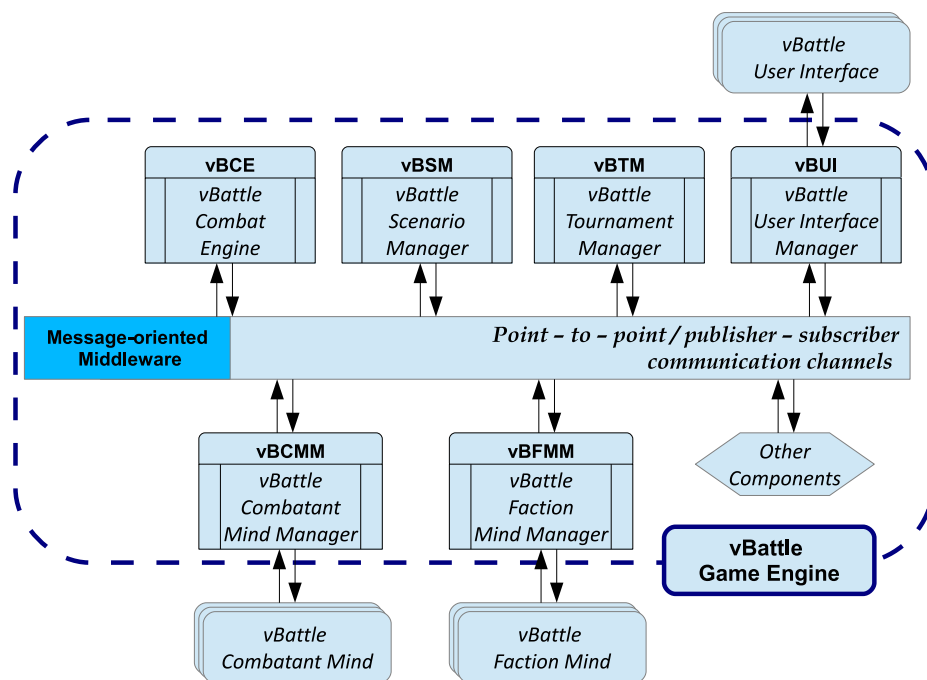 vBattle
User Interface
vBCE
vBattle
Combat
Engine
vBSM
vBattle
Scenario
Manager
vBTM
vBattle
Tournament
Manager
vBUI
vBattle
User Interface
Manager
Message-oriented
Middleware
Point – to – point / publisher – subscriber
communication channels
vBCMM
vBattle
Combatant
Mind Manager
vBFMM
vBattle
Faction
Mind Manager
Other
Components
vBattle
Game Engine
vBattle
Combatant Mind
vBattle
Faction Mind